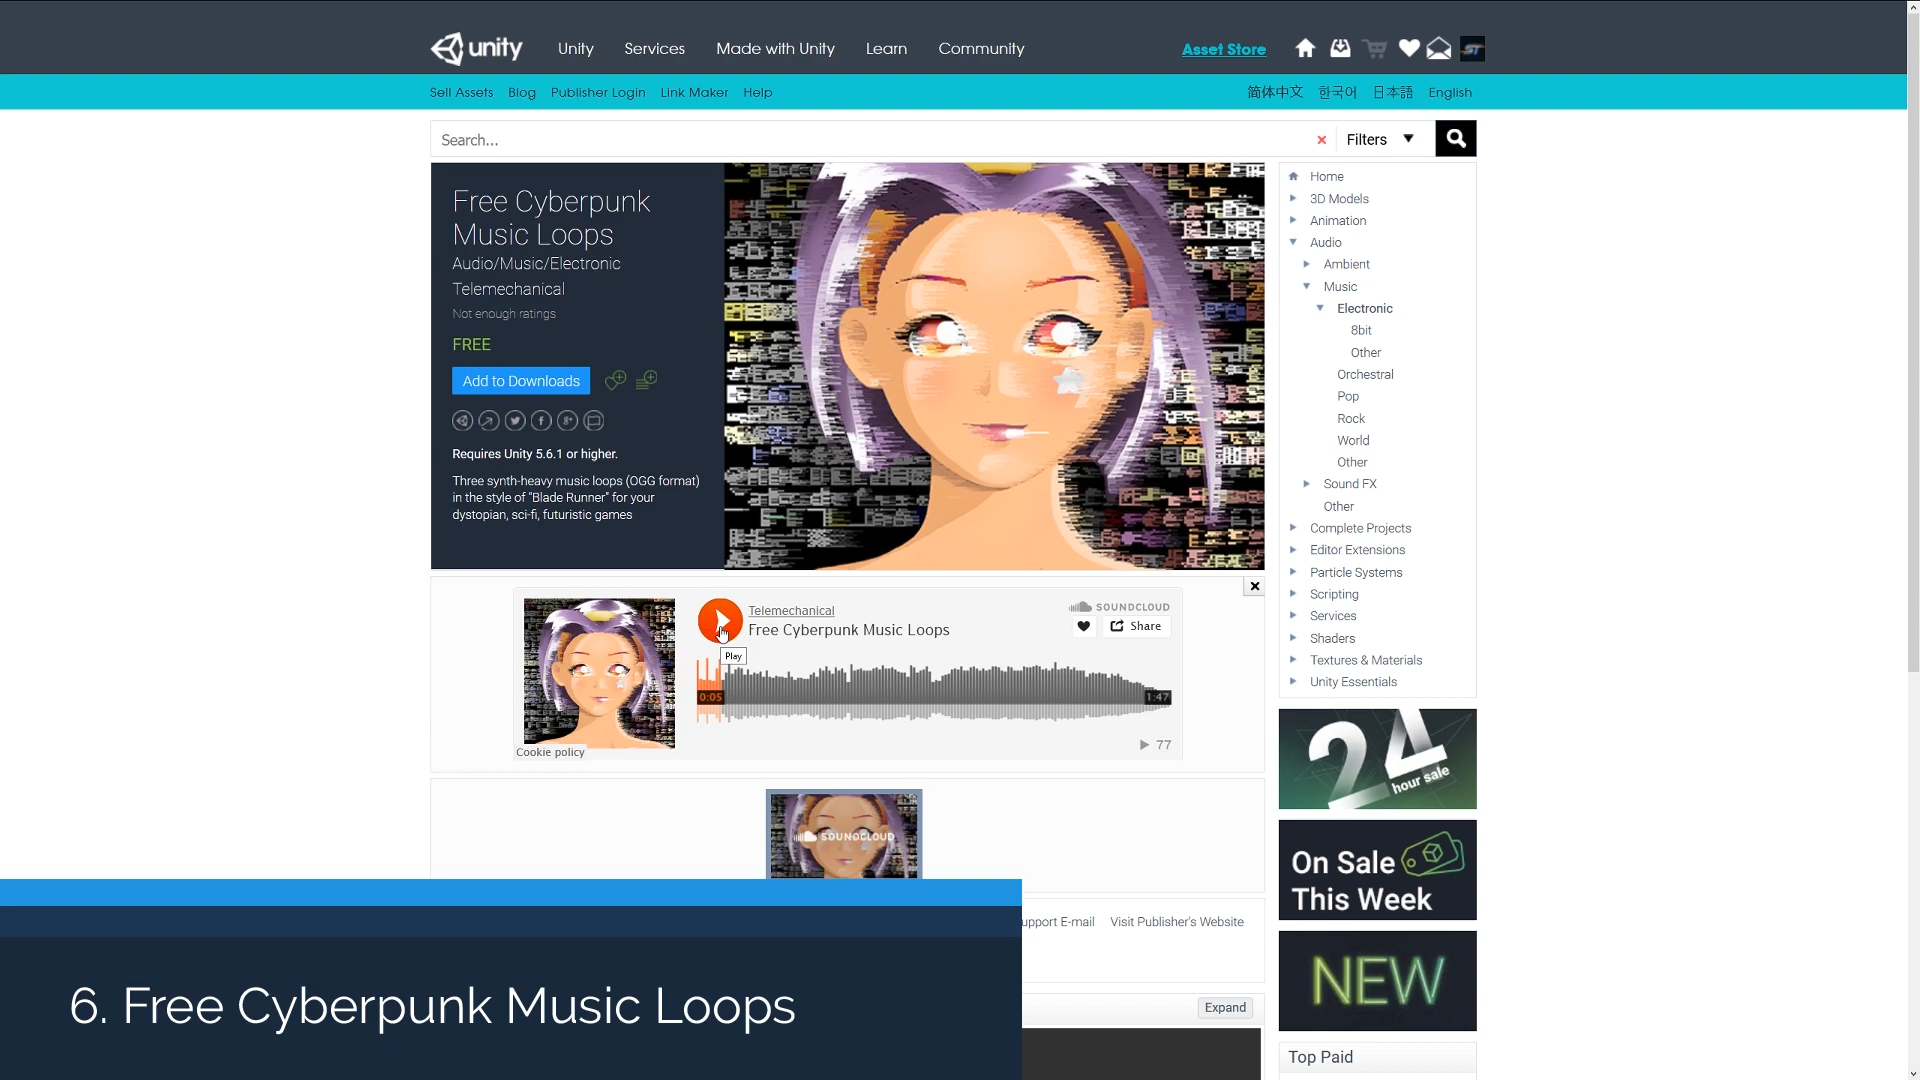 unity
Unity
Services
Made with Unity
Learn
Community
Asset Store
ST
Sell Assets
Blog
Publisher Login
Link Maker
Help
简体中文
한국어
日本語
English
Search...
Filters
Free Cyberpunk
Music Loops
Audio/Music/Electronic
Telemechanical
Not enough ratings
FREE
Add to Downloads
Requires Unity 5.6.1 or higher.
Three synth-heavy music loops (OGG format)
in the style of "Blade Runner" for your
dystopian, sci-fi, futuristic games
Home
3D Models
Animation
Audio
Ambient
Music
Electronic
8bit
Other
Orchestral
Pop
Rock
World
Other
Sound FX
Other
Complete Projects
Editor Extensions
Particle Systems
Scripting
Services
Shaders
Textures & Materials
Unity Essentials
Telemechanical
Free Cyberpunk Music Loops
SOUNDCLOUD
Share
Play
0:05
1:47
77
Cookie policy
SOUNDCLOUD
24
hour sale
On Sale
This Week
NEW
Top Paid
upport E-mail
Visit Publisher's Website
Expand
6. Free Cyberpunk Music Loops